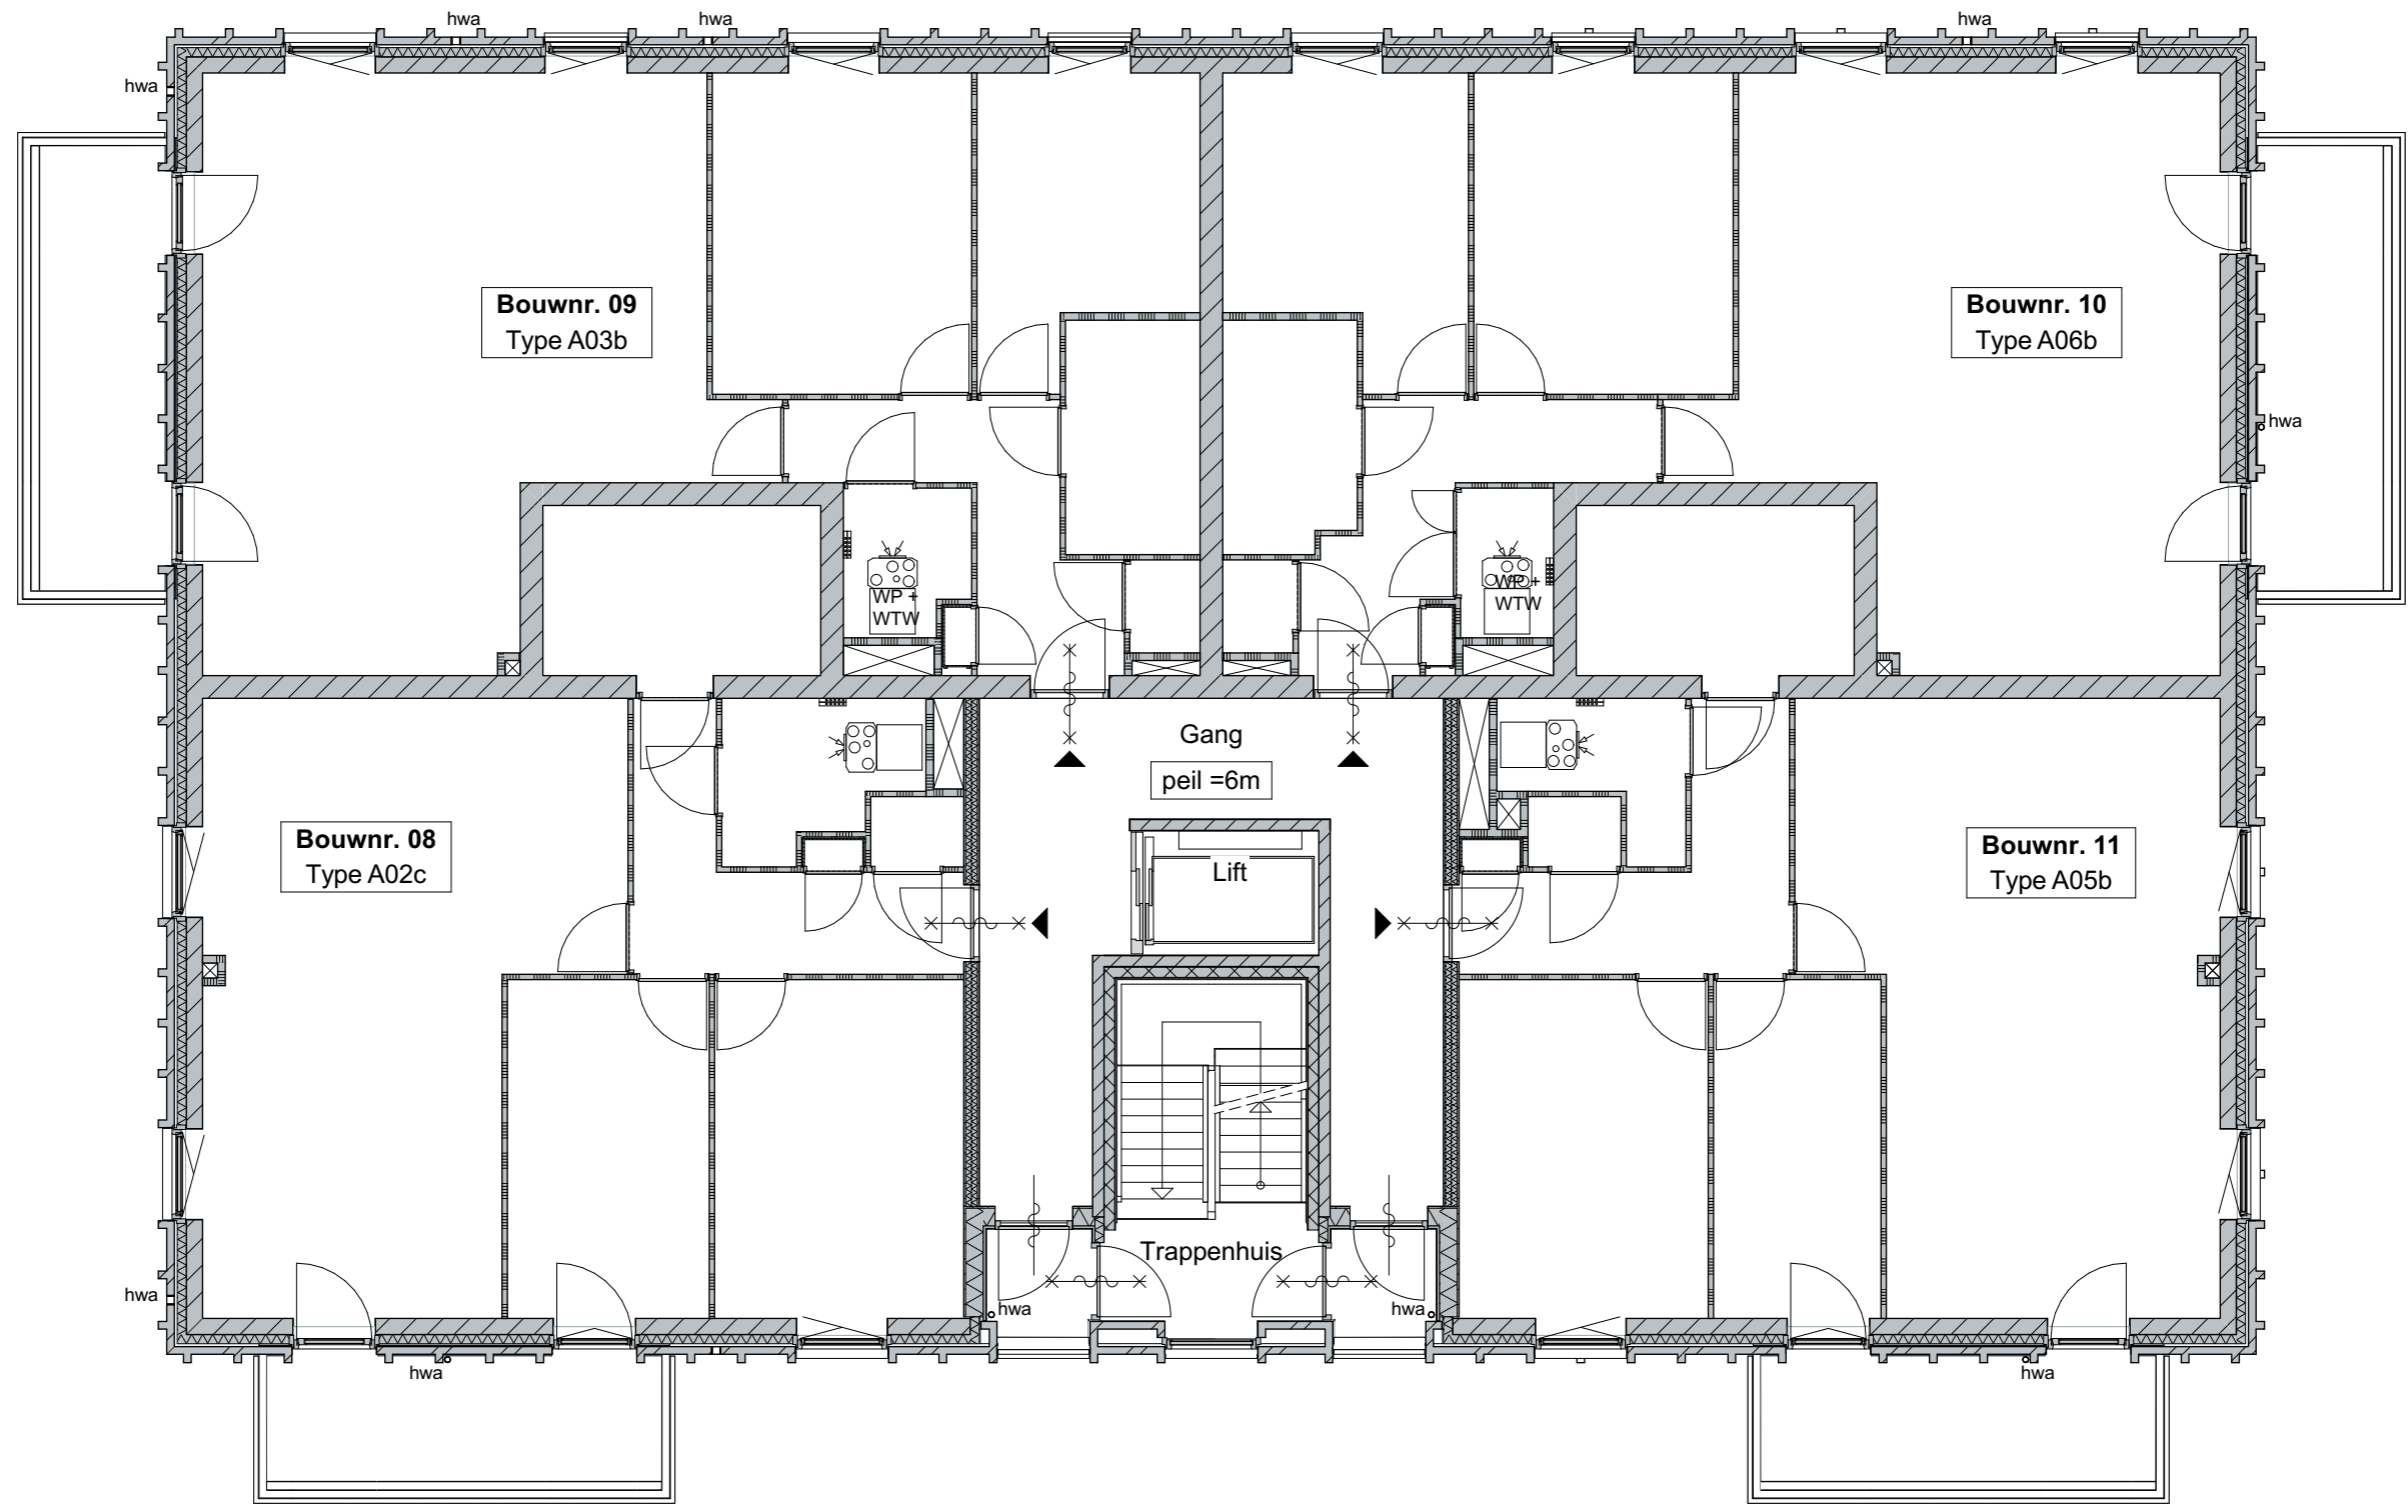 hwa
hwa
hwa
hwa
Bouwnr. 09
Type A03b
Bouwnr. 10
Type A06b
hwa
WP +
WTW
WP +
WTW
Gang
peil =6m
Bouwnr. 08
Type A02c
Lift
Bouwnr. 11
Type A05b
Trappenhuis
hwa
hwa
hwa
hwa
hwa